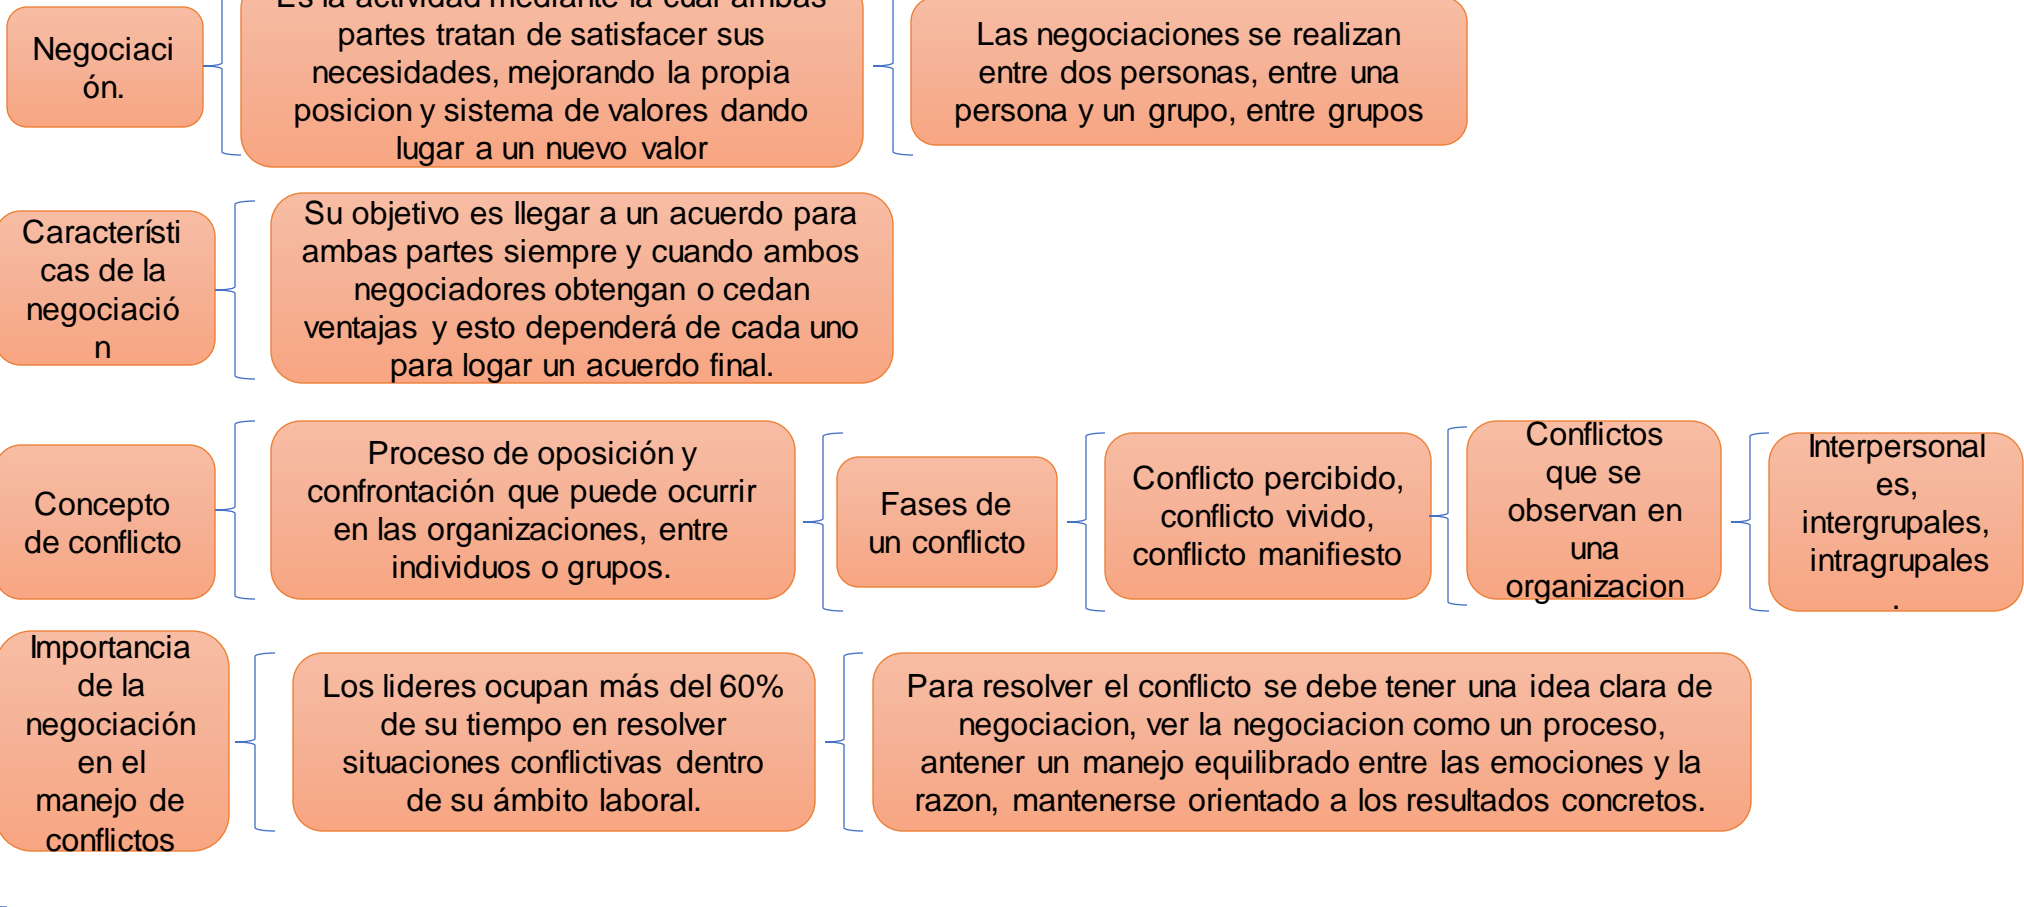 Negociaci
ón.
Es la actividad mediante la cual ambas
partes tratan de satisfacer sus
necesidades, mejorando la propia
posicion y sistema de valores dando
lugar a un nuevo valor
Las negociaciones se realizan
entre dos personas, entre una
persona y un grupo, entre grupos
Característi
cas de la
negociació
n
Su objetivo es llegar a un acuerdo para
ambas partes siempre y cuando ambos
negociadores obtengan o cedan
ventajas y esto dependerá de cada uno
para logar un acuerdo final.
Concepto
de conflicto
Proceso de oposición y
confrontación que puede ocurrir
en las organizaciones, entre
individuos o grupos.
Fases de
un conflicto
Conflicto percibido,
conflicto vivido,
conflicto manifiesto
Conflictos
que se
observan en
una
organizacion
Interpersonal
es,
intergrupales,
intragrupales
.
Importancia
de la
negociación
en el
manejo de
conflictos
Los lideres ocupan más del 60%
de su tiempo en resolver
situaciones conflictivas dentro
de su ámbito laboral.
Para resolver el conflicto se debe tener una idea clara de
negociacion, ver la negociacion como un proceso,
antener un manejo equilibrado entre las emociones y la
razon, mantenerse orientado a los resultados concretos.